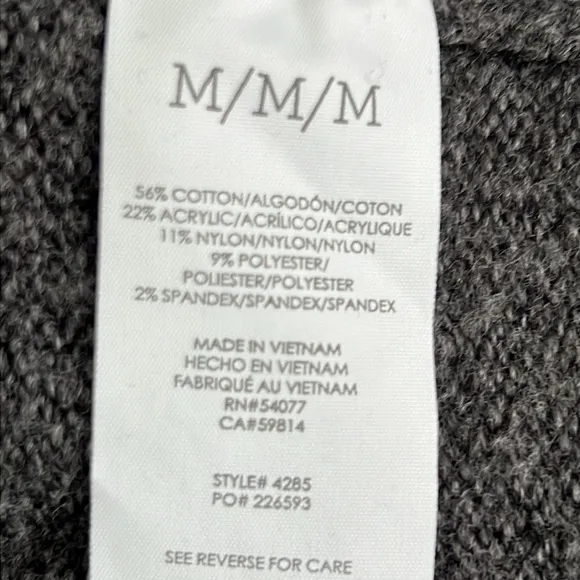 M/M/M
56% COTTON/ALGODÓN/COTON
22% ACRYLIC/ACRÍLICO/ACRYLIQUE
11% NYLON/NYLON/NYLON
9% POLYESTER/
POLIESTER/POLYESTER
2% SPANDEX/SPANDEX/SPANDEX
MADE IN VIETNAM
HECHO EN VIETNAM
FABRIQUÉ AU VIETNAM
RN#54077
CA#59814
STYLE# 4285
PO# 226593
SEE REVERSE FOR CARE